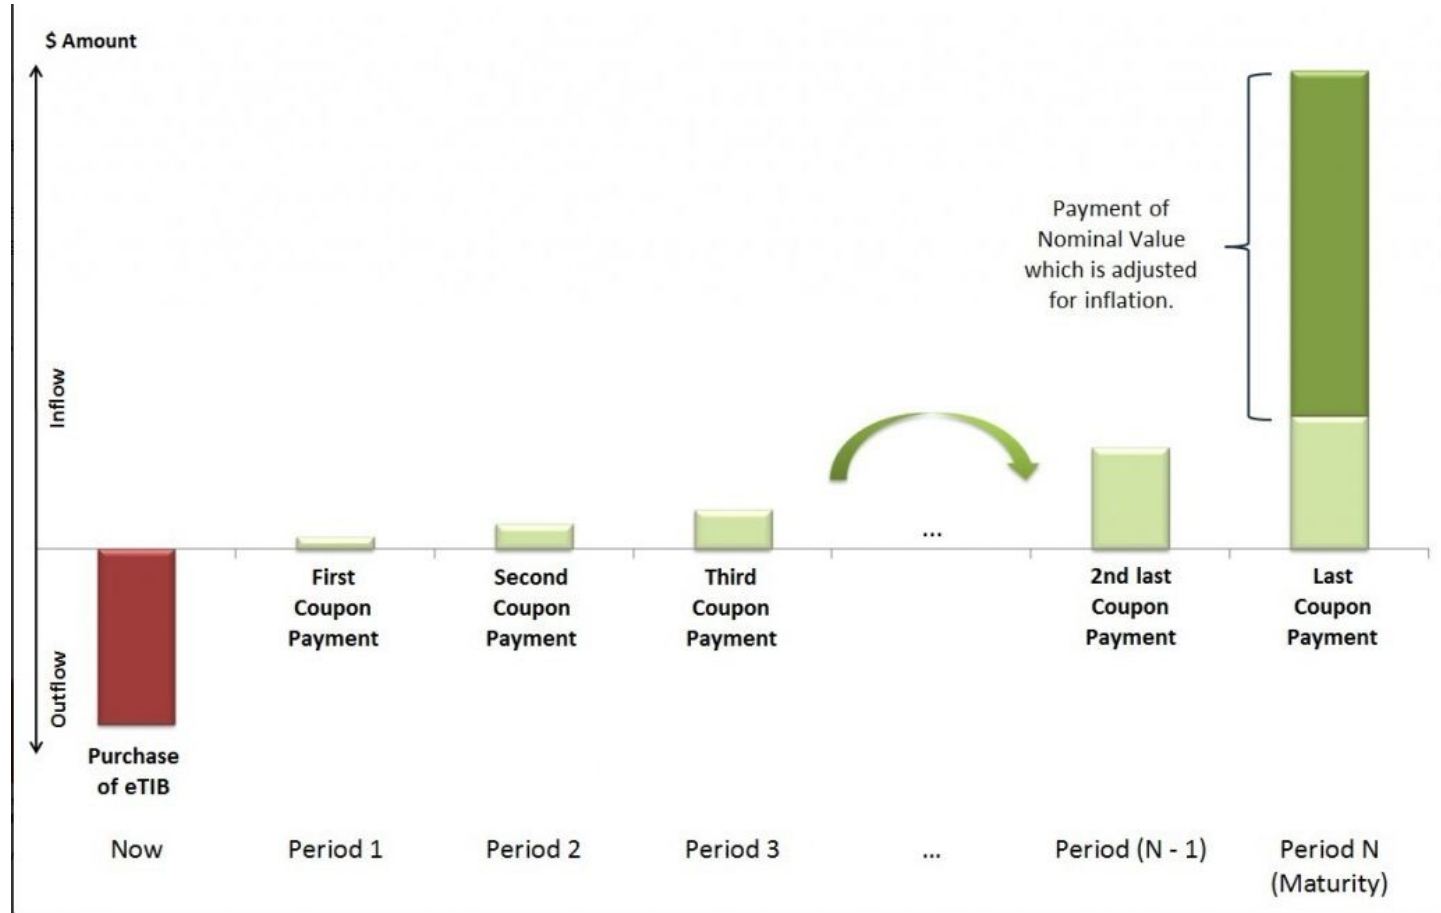 $ Amount
Inflow
Outflow
Payment of
Nominal Value
which is adjusted
for inflation.
...
First
Coupon
Payment
Second
Coupon
Payment
Third
Coupon
Payment
2nd last
Coupon
Payment
Last
Coupon
Payment
Purchase
of eTIB
Now
Period 1
Period 2
Period 3
...
Period (N - 1)
Period N
(Maturity)